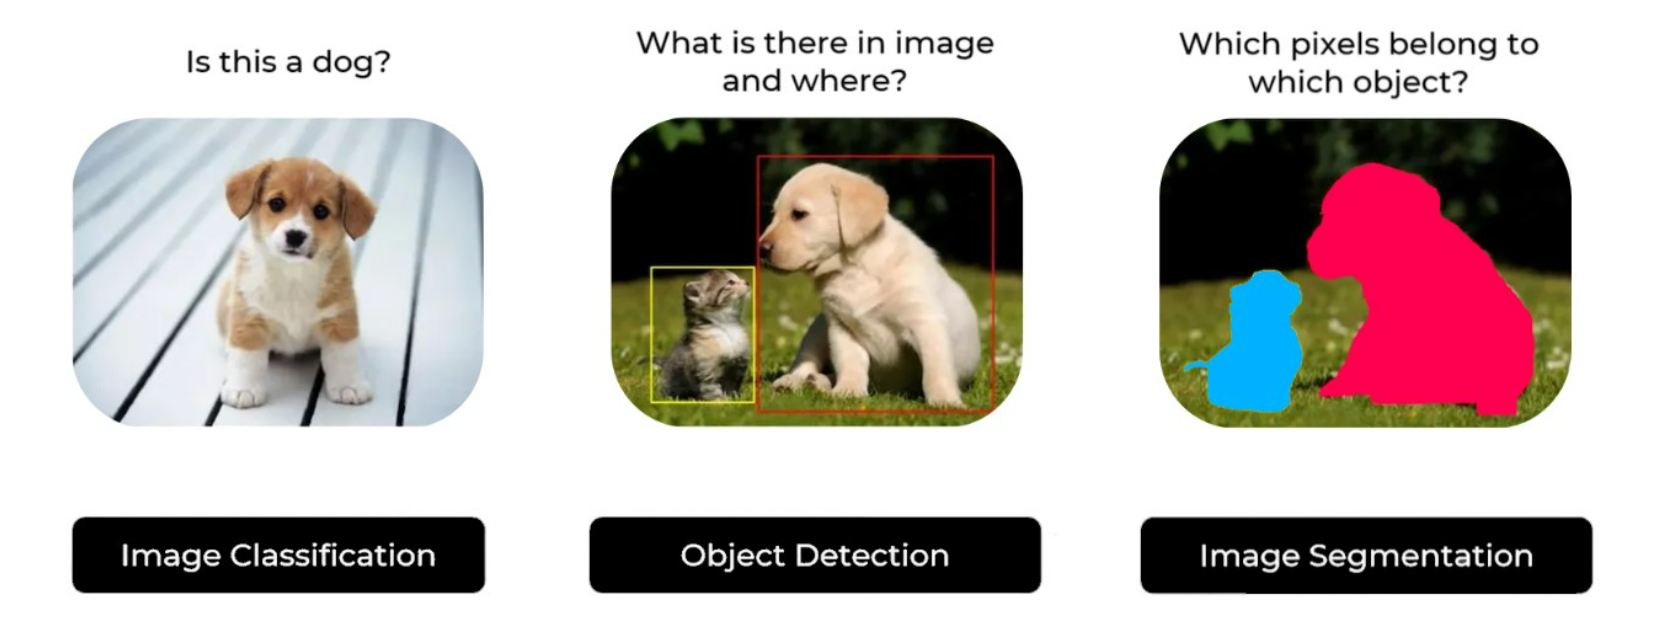 Is this a dog?
What is there in image
and where?
Which pixels belong to
which object?
Image Classification
Object Detection
Image Segmentation